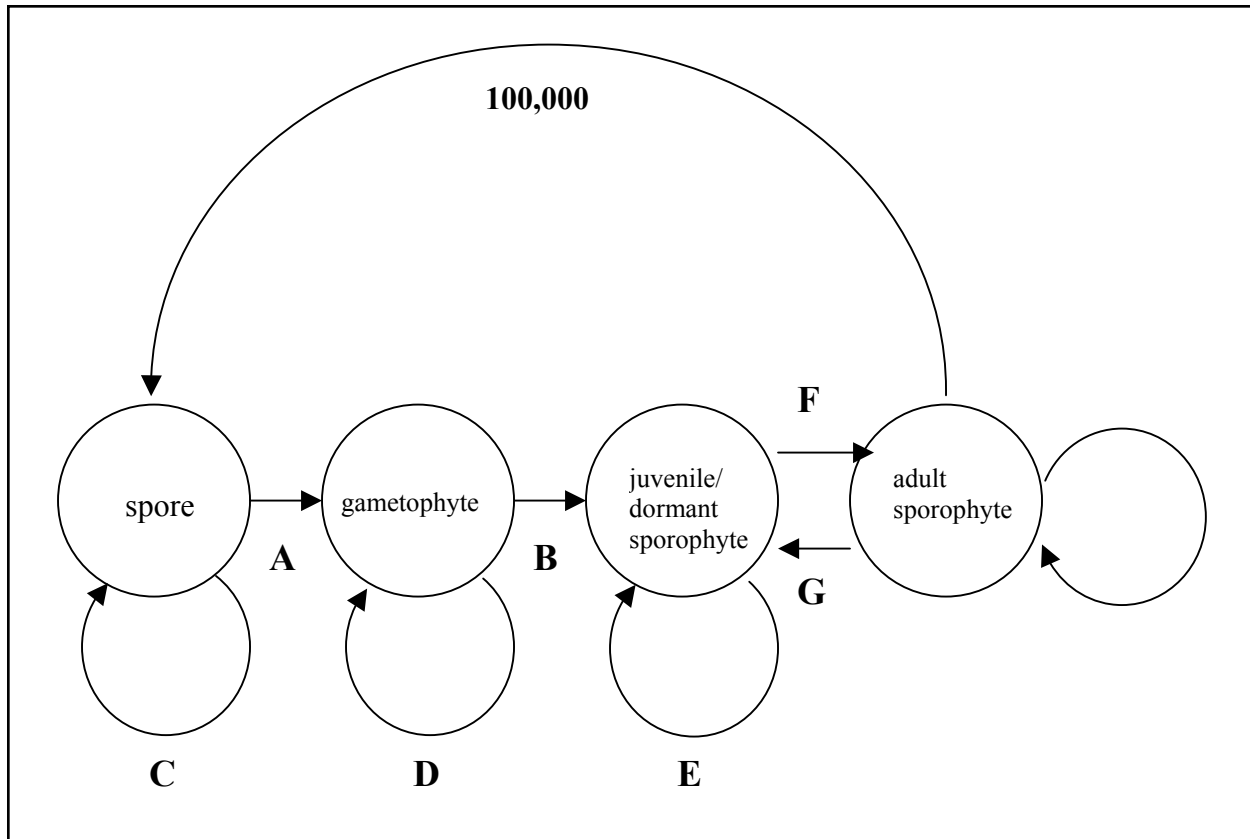 100,000
spore
A
gametophyte
B
juvenile/
dormant
sporophyte
F
G
adult
sporophyte
C
D
E